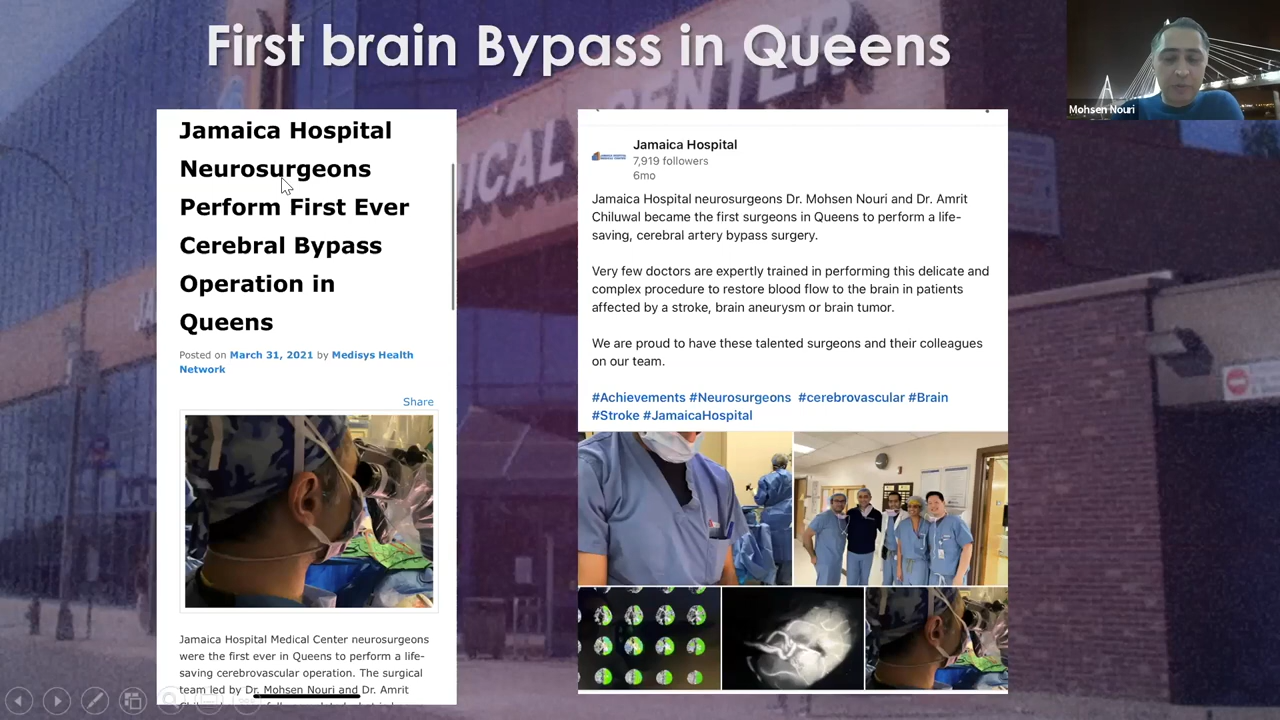 First brain Bypass in Queens
Mohsen Nouri
Jamaica Hospital
Neurosurgeons
Perform First Ever
Cerebral Bypass
Operation in
Queens
Posted on March 31, 2021 by Medisys Health
Network
Share
Jamaica Hospital Medical Center neurosurgeons
were the first ever in Queens to perform a life-
saving cerebrovascular operation. The surgical
team led by Dr. Mohsen Nouri and Dr. Amrit
Jamaica Hospital
7,919 followers
6mo
Jamaica Hospital neurosurgeons Dr. Mohsen Nouri and Dr. Amrit
Chiluwal became the first surgeons in Queens to perform a life-
saving, cerebral artery bypass surgery.
Very few doctors are expertly trained in performing this delicate and
complex procedure to restore blood flow to the brain in patients
affected by a stroke, brain aneurysm or brain tumor.
We are proud to have these talented surgeons and their colleagues
on our team.
#Achievements #Neurosurgeons #cerebrovascular #Brain
#Stroke #JamaicaHospital